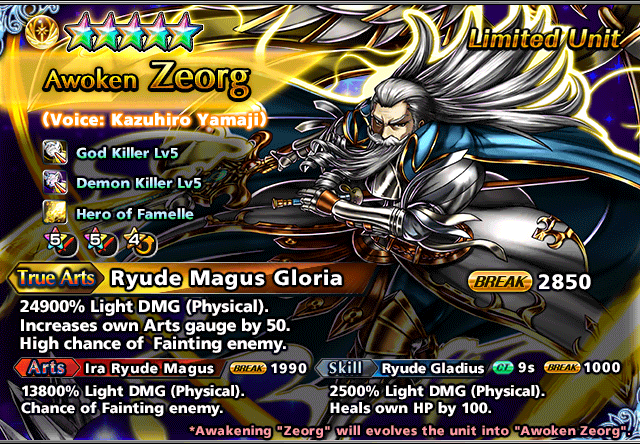 Limited Unit
Awoken Zeorg
(Voice: Kazuhiro Yamaji)
God Killer Lv5
Demon Killer Lv5
Hero of Famelle
5 5 4
True Arts Ryude Magus Gloria BREAK 2850
24900% Light DMG (Physical).
Increases own Arts gauge by 50.
High chance of Fainting enemy.
Arts Ira Ryude Magus BREAK 1990
13800% Light DMG (Physical).
Chance of Fainting enemy.
Skill Ryude Gladius CT 9s BREAK 1000
2500% Light DMG (Physical).
Heals own HP by 100.
*Awakening "Zeorg" will evolves the unit into "Awoken Zeorg".